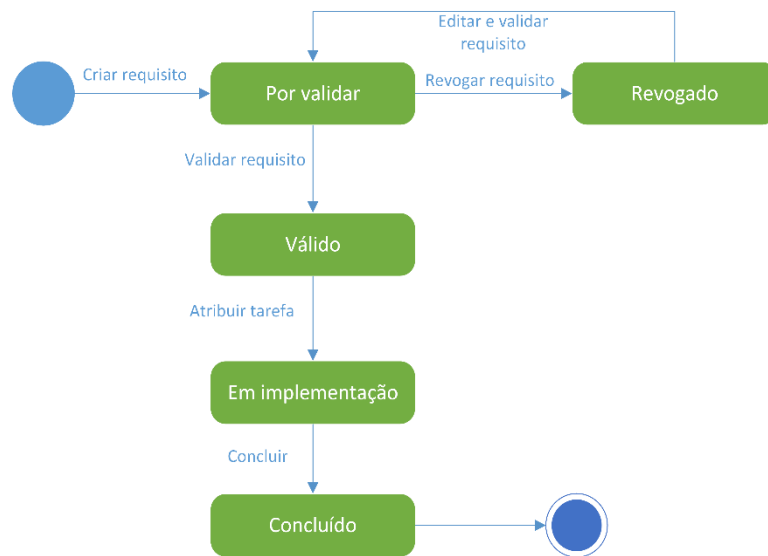 Editar e validar
requisito
Criar requisito
Por validar
Revogar requisito
Revogado
Validar requisito
Válido
Atribuir tarefa
Em implementação
Concluir
Concluído